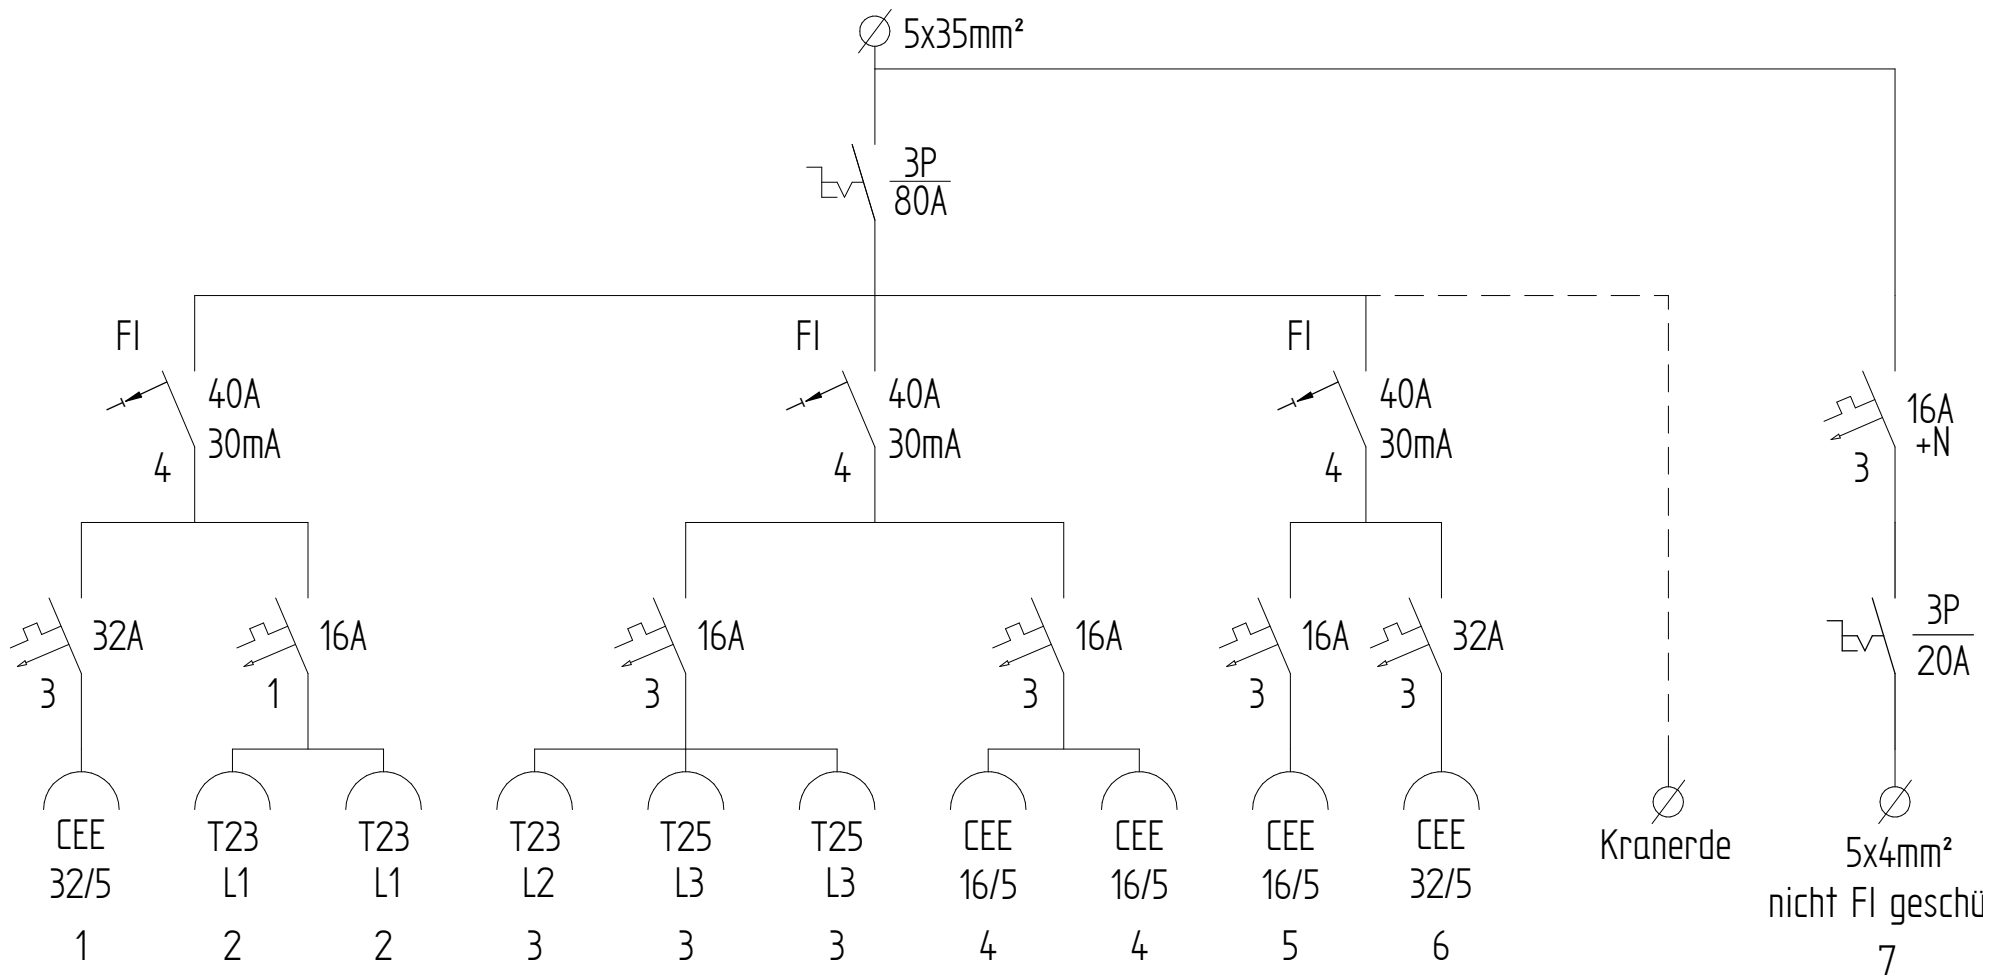 5x35mm²
3P
80A
FI
FI
FI
40A
30mA
4
40A
30mA
4
40A
30mA
4
16A
+N
3
32A
3
16A
1
16A
3
16A
3
16A
3
32A
3
3P
20A
CEE
32/5
1
T23
L1
2
T23
L1
2
T23
L2
3
T25
L3
3
T25
L3
3
CEE
16/5
4
CEE
16/5
4
CEE
16/5
5
CEE
32/5
6
Kranerde
5x4mm²
nicht FI geschü
7